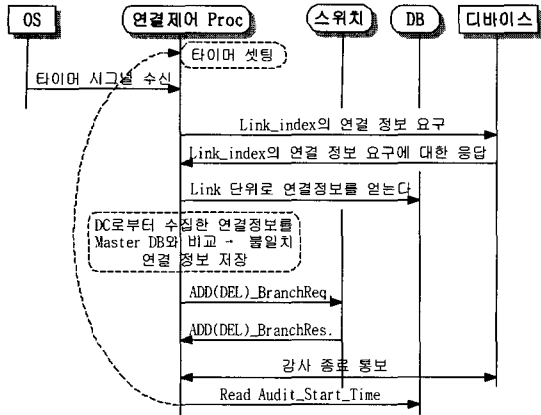 OS 연결제어 Proc 스위치 DB 디바이스
타이머 셋팅
타이머 시그널 수신
Link_index의 연결 정보 요구
Link_index의 연결 정보 요구에 대한 응답
Link 단위로 연결정보를 얻는다
DC로부터 수집한 연결정보를
Master DB와 비교 - 불일치
연결 정보 저장
ADD(DEL)_BranchReq
ADD(DEL)_BranchRes.
감사 종료 통보
Read Audit_Start_Time